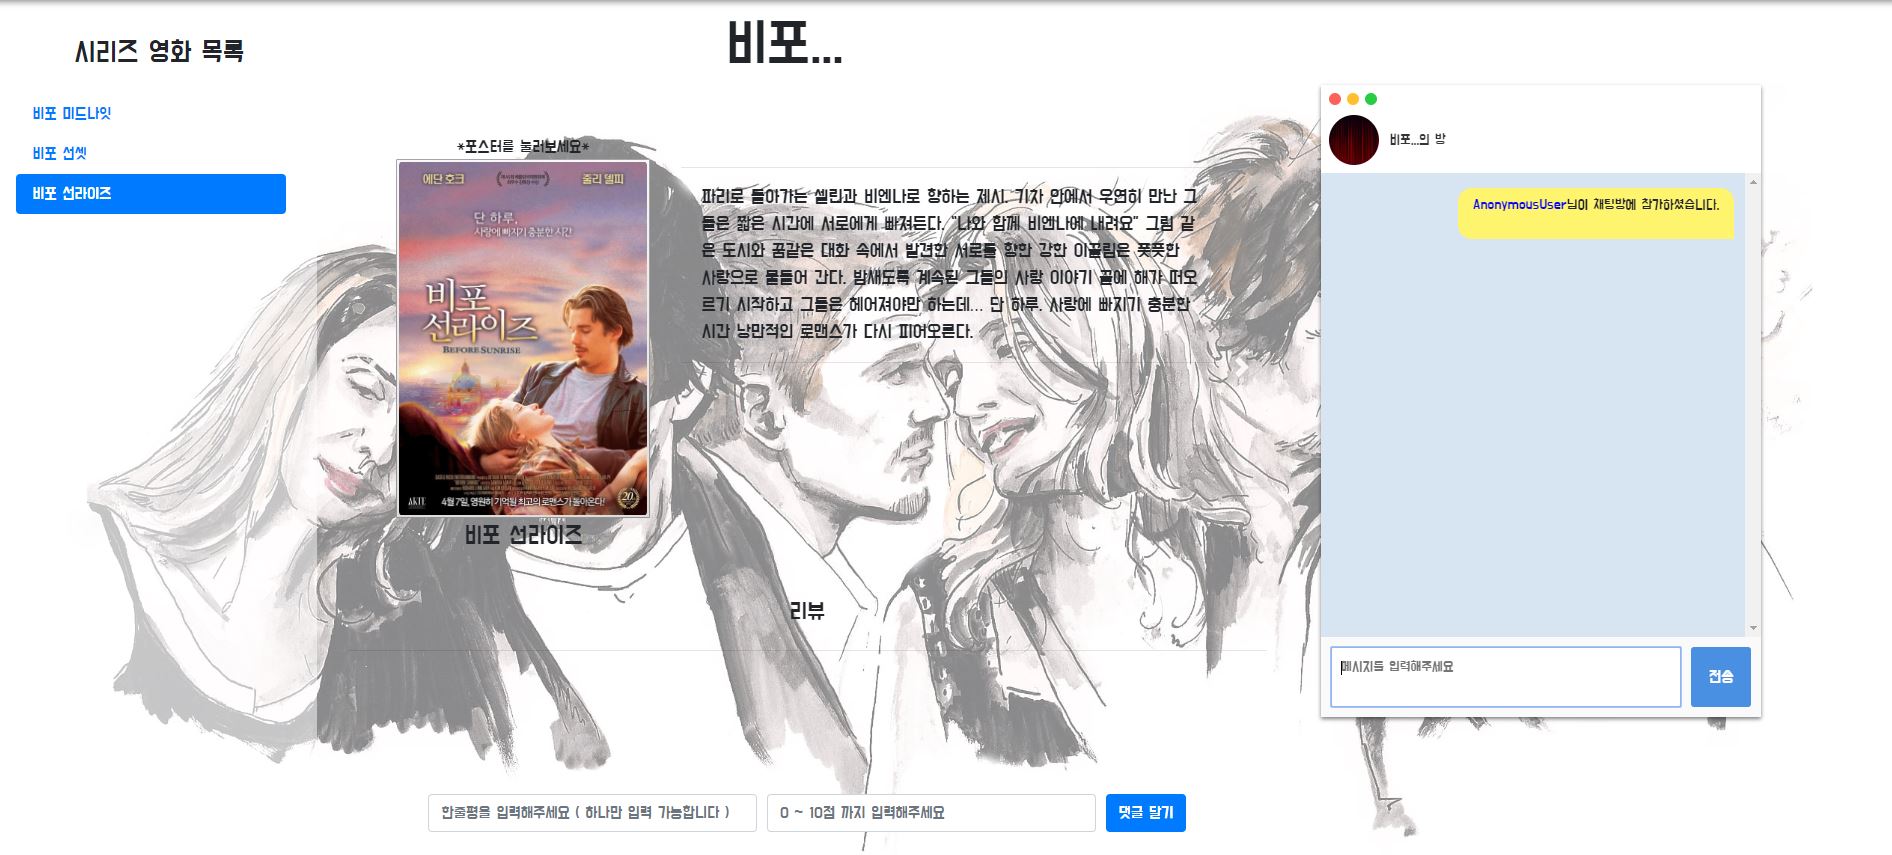 비포...
시리즈 영화 목록
비포 미드나잇
비포 선셋
비포 선라이즈
*포스터를 눌러보세요*
에단 호크
줄리 델피
단 하루,
사랑에 빠지기 충분한 시간
비포
선라이즈
BEFORE SUNRISE
AKTE
4월 7일, 영원히 기억될 최고의 로맨스가 돌아온다!
20
비포 선라이즈
파리로 돌아가는 셀린과 비엔나로 향하는 제시. 기차 안에서 우연히 만난 그
들은 짧은 시간에 서로에게 빠져든다. “나와 함께 비엔나에 내려요” 그림 같
은 도시와 꿈같은 대화 속에서 발견한 서로를 향한 강한 이끌림은 풋풋한
사랑으로 물들어 간다. 밤새도록 계속된 그들의 사랑 이야기 끝에 해가 떠오
르기 시작하고 그들은 헤어져야만 하는데... 단 하루. 사랑에 빠지기 충분한
시간 낭만적인 로맨스가 다시 피어오른다.
리뷰
한줄평을 입력해주세요 ( 하나만 입력 가능합니다 )
0 ~ 10점 까지 입력해주세요
댓글 달기
비포...의 방
AnonymousUser님이 채팅방에 참가하셨습니다.
메시지를 입력해주세요
전송